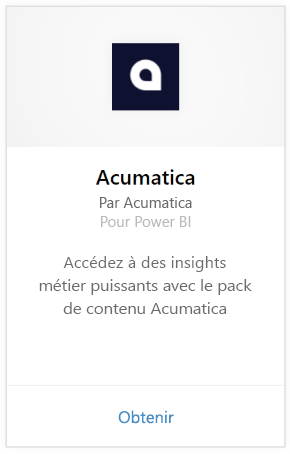 Acumatica
Par Acumatica
Pour Power BI
Accédez à des insights
métier puissants avec le pack
de contenu Acumatica
Obtenir